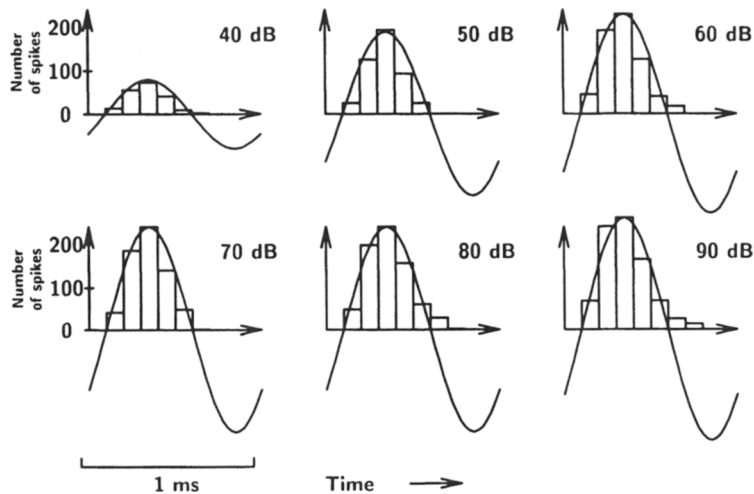 Number of spikes
200
100
0
40 dB
50 dB
60 dB
Number of spikes
200
100
0
70 dB
80 dB
90 dB
1 ms
Time